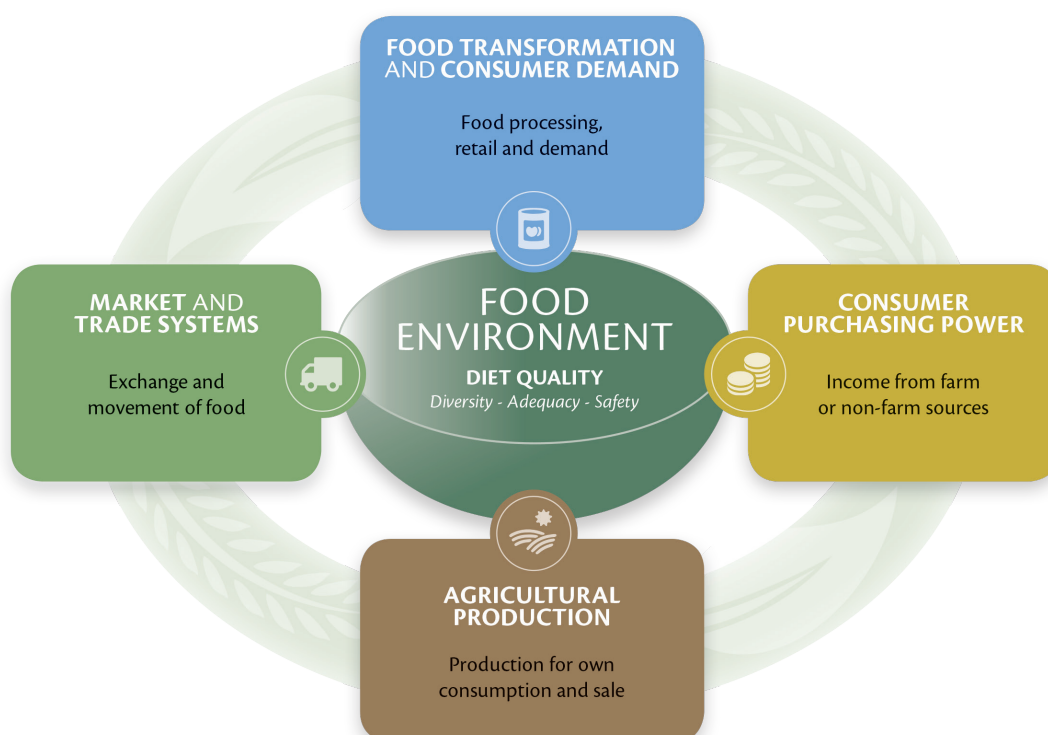 FOOD TRANSFORMATION
AND CONSUMER DEMAND
Food processing,
retail and demand
MARKET AND
TRADE SYSTEMS
Exchange and
movement of food
FOOD
ENVIRONMENT
DIET QUALITY
Diversity - Adequacy - Safety
CONSUMER
PURCHASING POWER
Income from farm
or non-farm sources
AGRICULTURAL
PRODUCTION
Production for own
consumption and sale